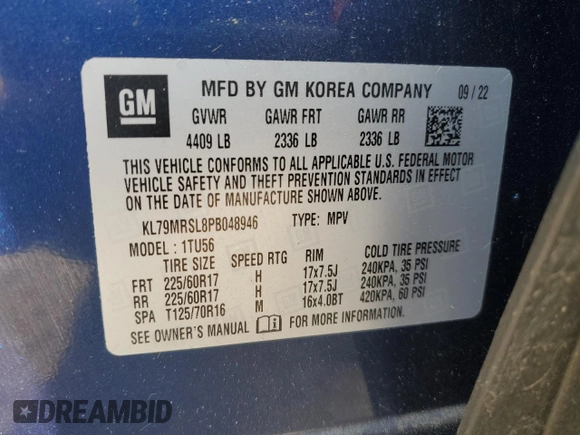 GM
MFD BY GM KOREA COMPANY 09 / 22
GVWR GAWR FRT GAWR RR
4409 LB 2336 LB 2336 LB
THIS VEHICLE CONFORMS TO ALL APPLICABLE U.S. FEDERAL MOTOR
VEHICLE SAFETY AND THEFT PREVENTION STANDARDS IN EFFECT
ON THE DATE OF MANUFACTURE SHOWN ABOVE.
KL79MRSL8PB048946 TYPE: MPV
MODEL : 1TU56
TIRE SIZE SPEED RTG RIM COLD TIRE PRESSURE
FRT 225/60R17 H 17x7.5J 240KPA, 35 PSI
RR 225/60R17 H 17x7.5J 240KPA, 35 PSI
SPA T125/70R16 M 16x4.0BT 420KPA, 60 PSI
SEE OWNER'S MANUAL FOR MORE INFORMATION
DREAMBID